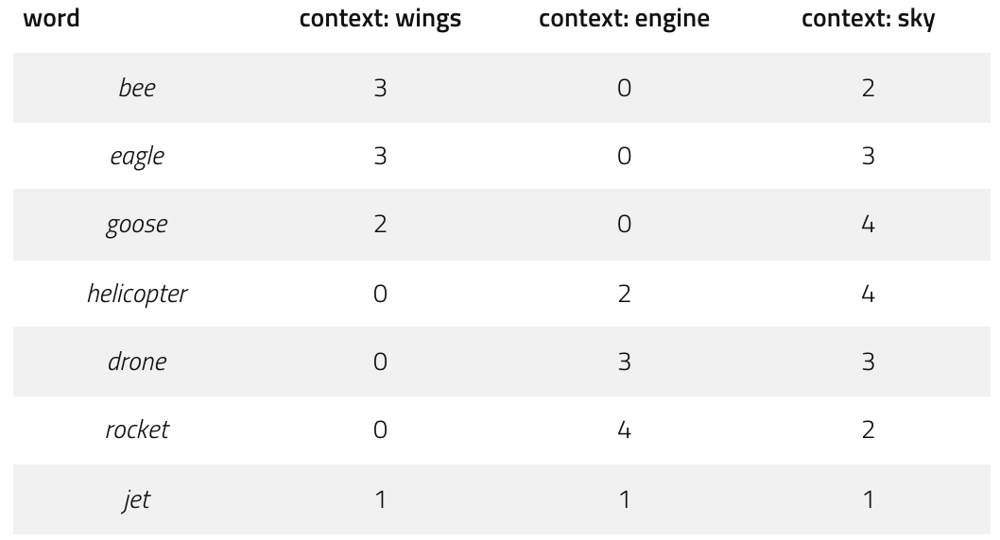 word context: wings context: engine context: sky
bee 3 0 2
eagle 3 0 3
goose 2 0 4
helicopter 0 2 4
drone 0 3 3
rocket 0 4 2
jet 1 1 1